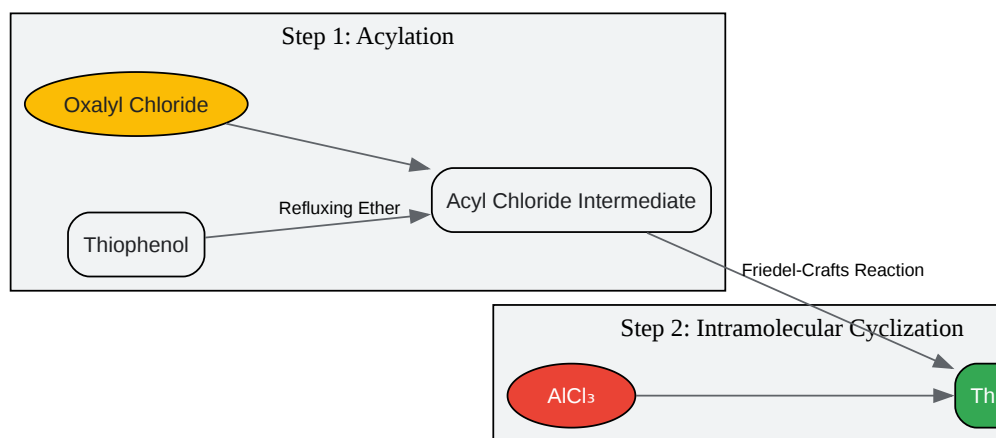 Step 1: Acylation
Oxalyl Chloride
Acyl Chloride Intermediate
Refluxing Ether
Thiophenol
Friedel-Crafts Reaction
Step 2: Intramolecular Cyclization
AlCl₃